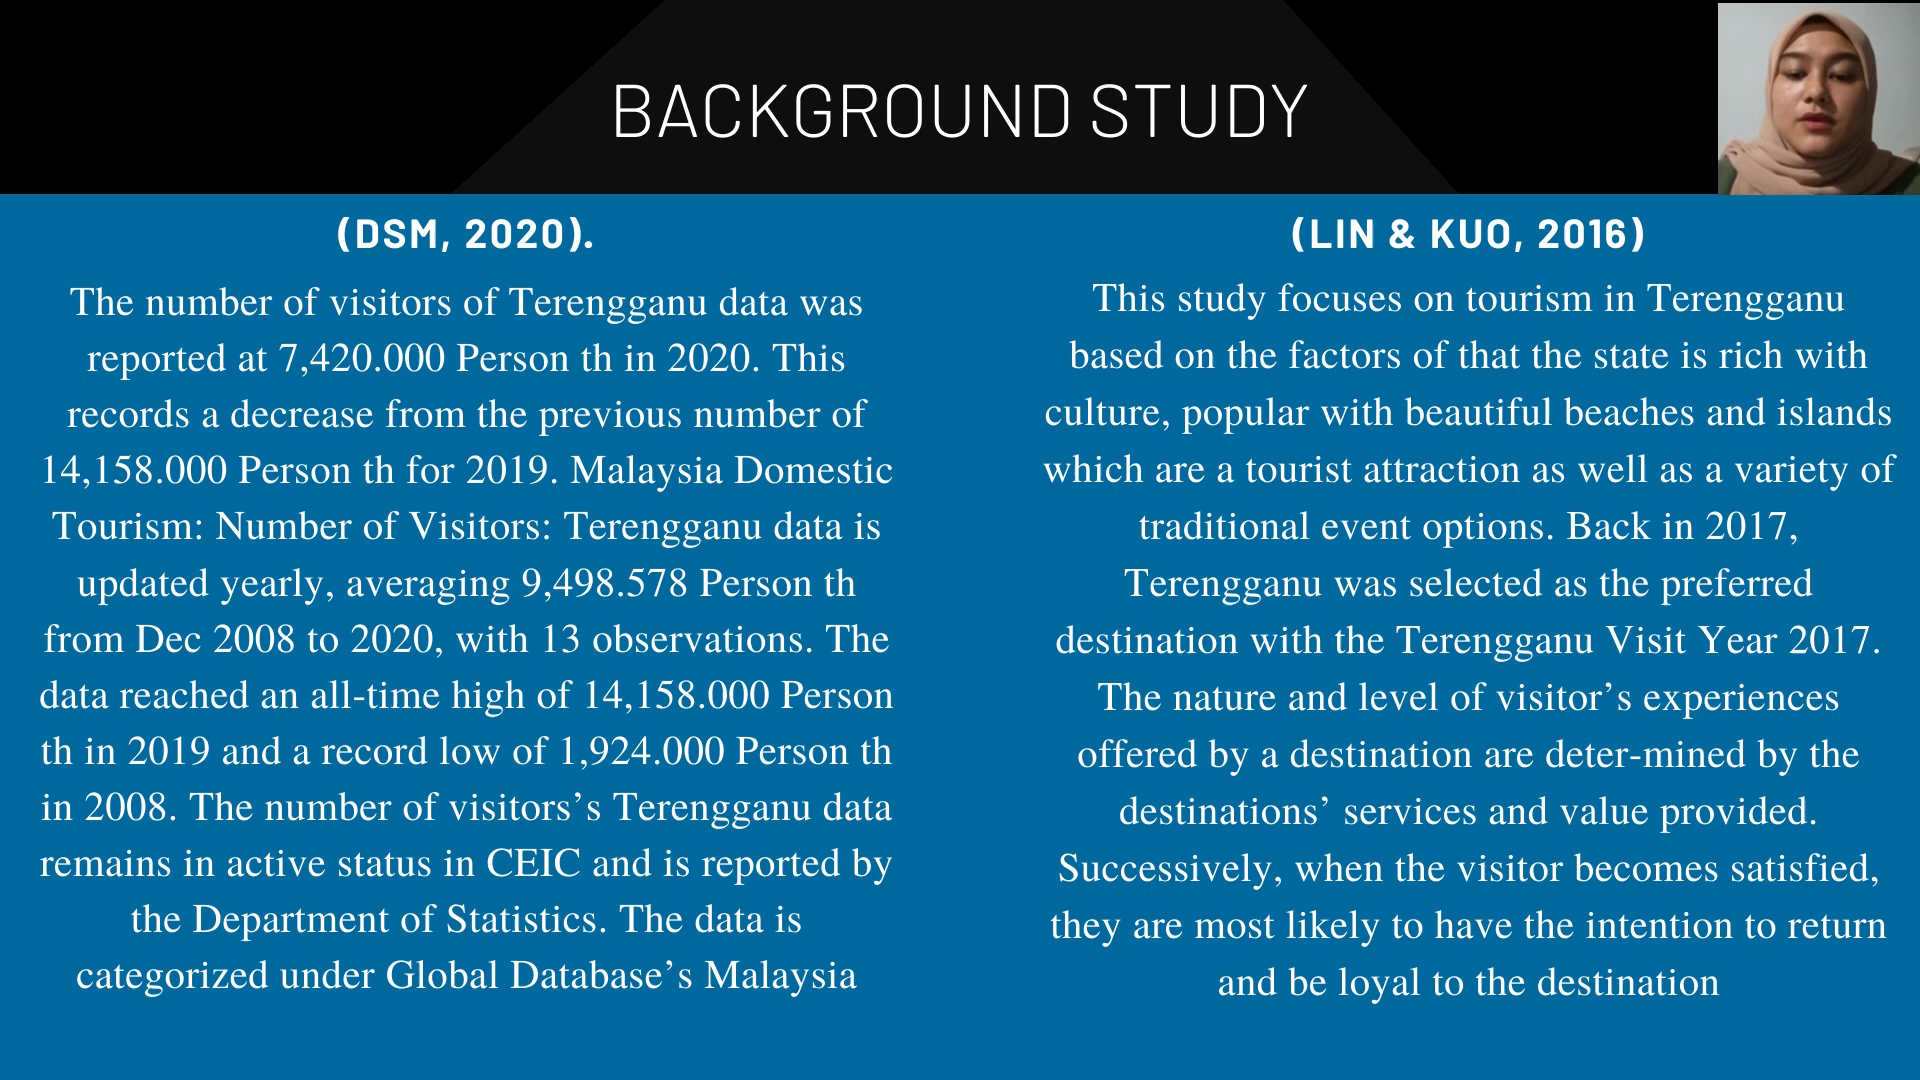 BACKGROUND STUDY
(DSM, 2020).
The number of visitors of Terengganu data was
reported at 7,420.000 Person th in 2020. This
records a decrease from the previous number of
14,158.000 Person th for 2019. Malaysia Domestic
Tourism: Number of Visitors: Terengganu data is
updated yearly, averaging 9,498.578 Person th
from Dec 2008 to 2020, with 13 observations. The
data reached an all-time high of 14,158.000 Person
th in 2019 and a record low of 1,924.000 Person th
in 2008. The number of visitors’s Terengganu data
remains in active status in CEIC and is reported by
the Department of Statistics. The data is
categorized under Global Database’s Malaysia
(LIN & KUO, 2016)
This study focuses on tourism in Terengganu
based on the factors of that the state is rich with
culture, popular with beautiful beaches and islands
which are a tourist attraction as well as a variety of
traditional event options. Back in 2017,
Terengganu was selected as the preferred
destination with the Terengganu Visit Year 2017.
The nature and level of visitor’s experiences
offered by a destination are deter-mined by the
destinations’ services and value provided.
Successively, when the visitor becomes satisfied,
they are most likely to have the intention to return
and be loyal to the destination